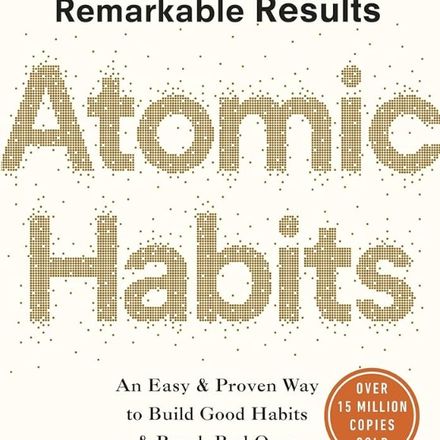 Remarkable Results
Atomic
Habits
An Easy & Proven Way
to Build Good Habits
OVER
15 MILLION
COPIES